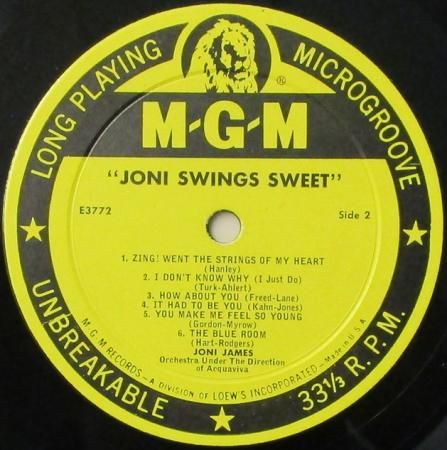 LONG PLAYING MICROGROOVE
®
M-G-M
"JONI SWINGS SWEET"
E3772
Side 2
1. ZING! WENT THE STRINGS OF MY HEART
(Hanley)
2. I DON'T KNOW WHY (I Just Do)
(Turk-Ahlert)
3. HOW ABOUT YOU (Freed-Lane)
4. IT HAD TO BE YOU (Kahn-Jones)
5. YOU MAKE ME FEEL SO YOUNG
(Gordon-Myrow)
6. THE BLUE ROOM
(Hart-Rodgers)
JONI JAMES
Orchestra Under The Direction
of Acquaviva
M G M RECORDS - A DIVISION OF LOEW'S INCORPORATED - Made in U.S.A.
UNBREAKABLE 33⅓ R.P.M.